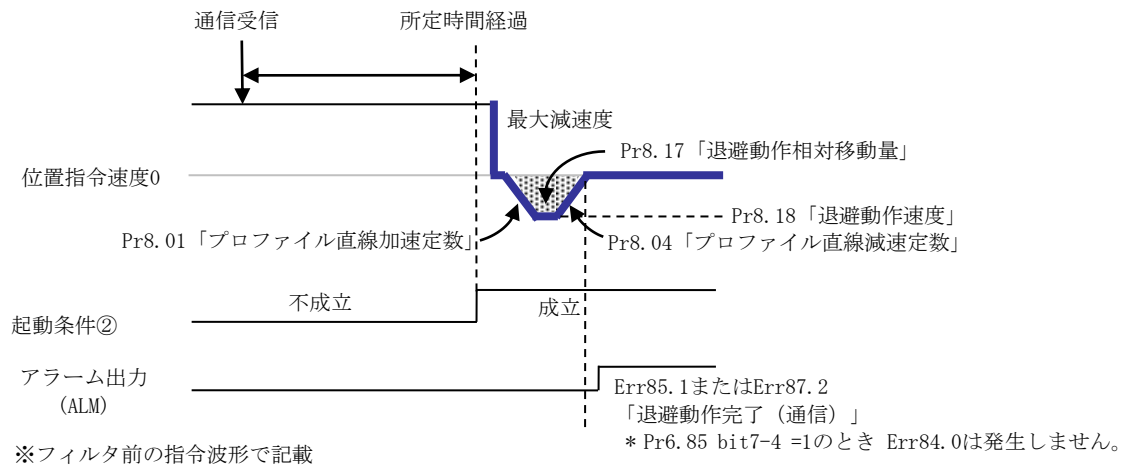 通信受信
所定時間経過
最大減速度
Pr8.17「退避動作相対移動量」
位置指令速度0
Pr8.18「退避動作速度」
Pr8.01「プロファイル直線加速定数」
Pr8.04「プロファイル直線減速定数」
不成立
成立
起動条件②
アラーム出力
(ALM)
Err85.1またはErr87.2
「退避動作完了（通信）」
＊Pr6.85 bit7-4 =1のとき Err84.0は発生しません。
※フィルタ前の指令波形で記載